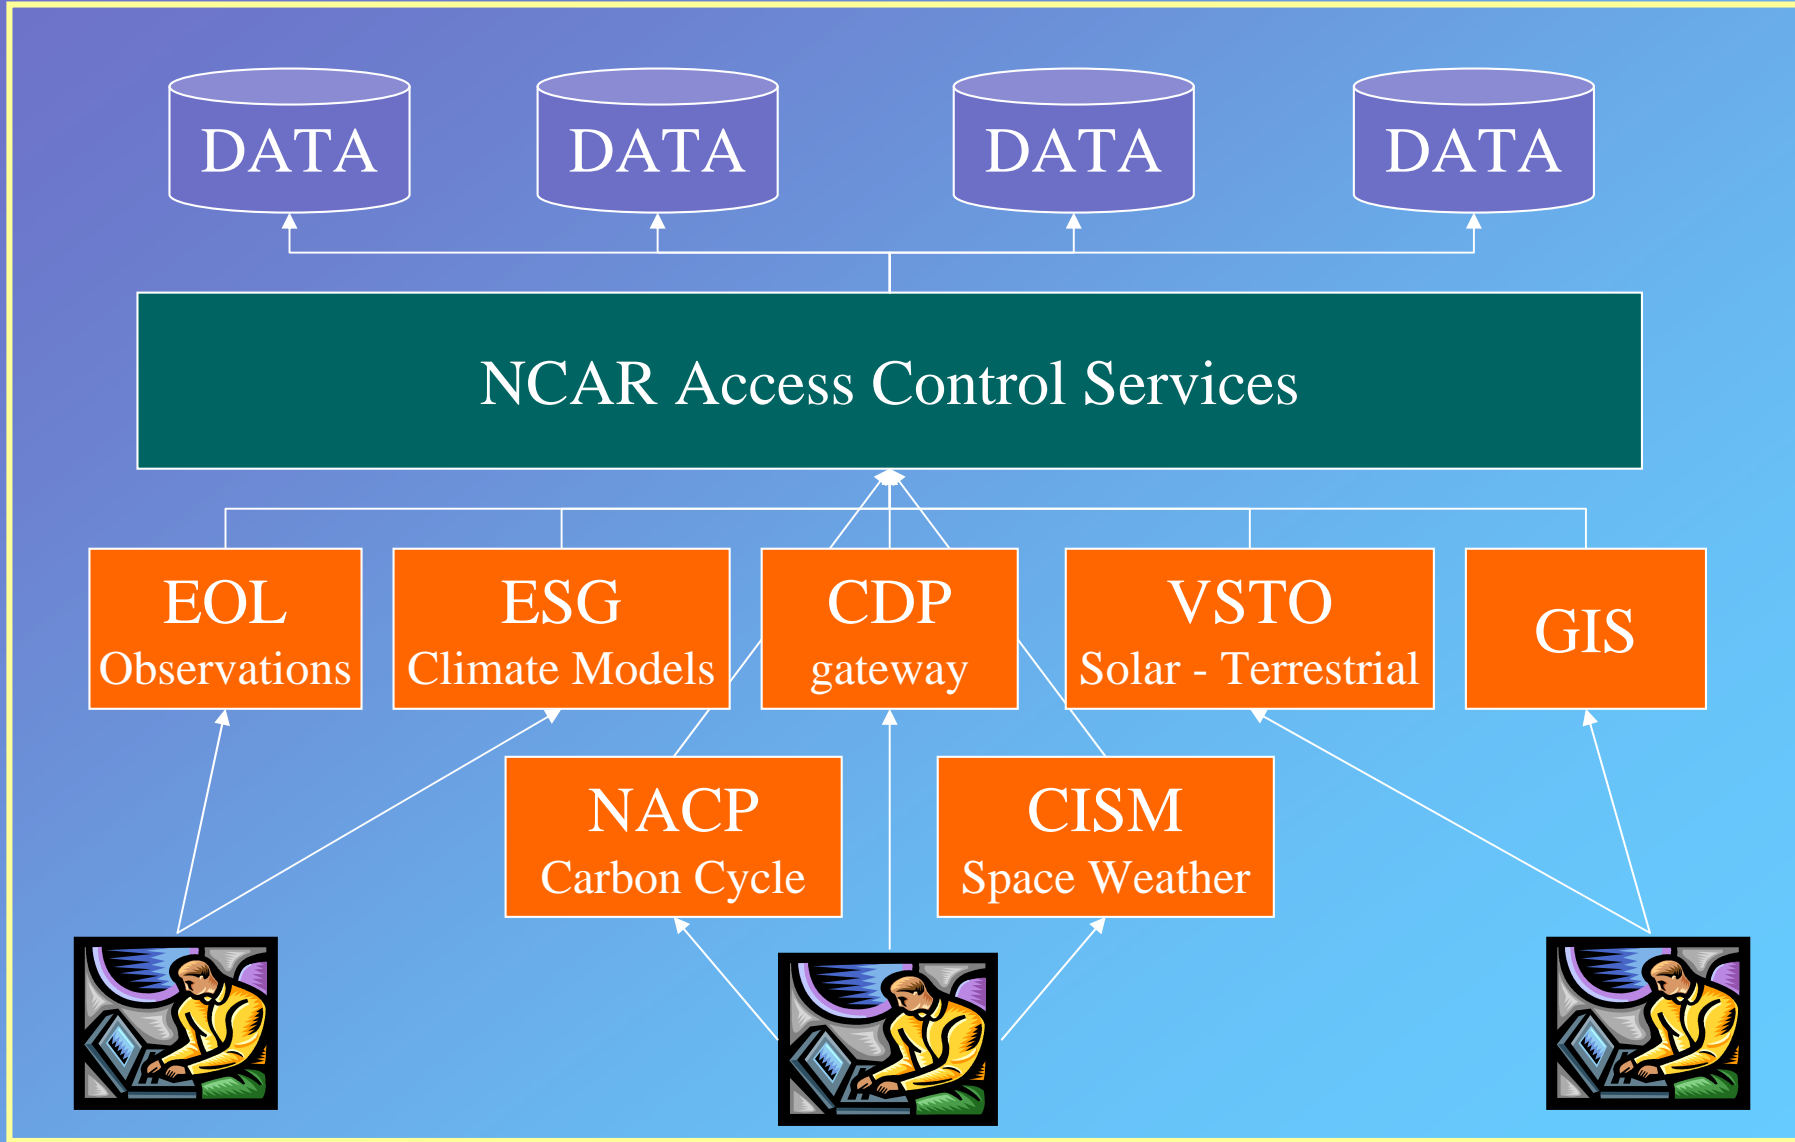 DATA
DATA
DATA
DATA
NCAR Access Control Services
EOL
Observations
ESG
Climate Models
CDP
gateway
VSTO
Solar - Terrestrial
GIS
NACP
Carbon Cycle
CISM
Space Weather